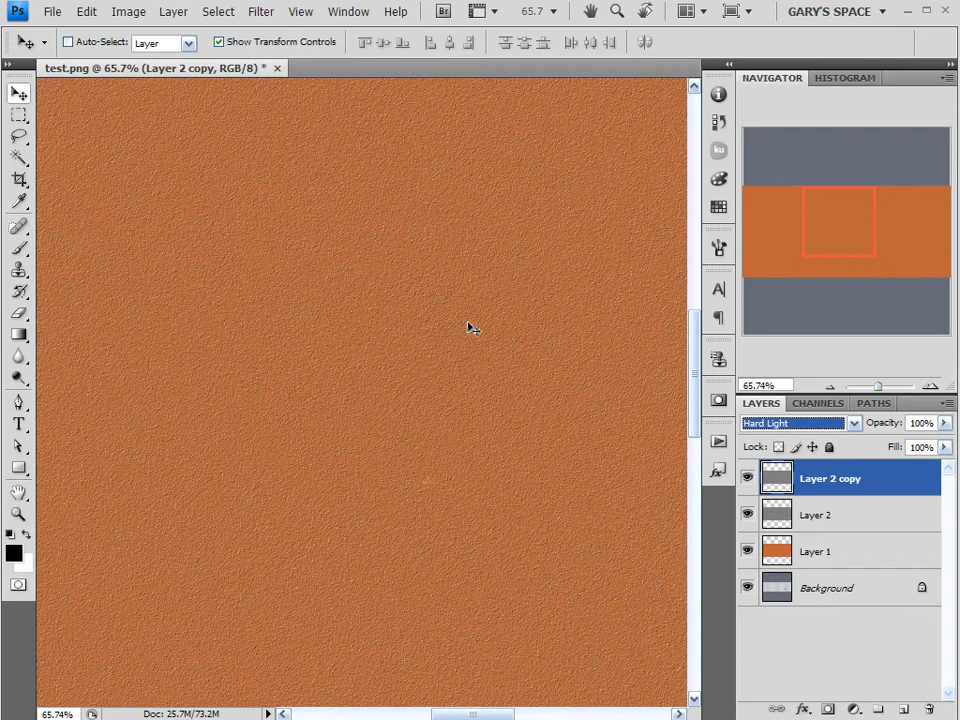 Ps File Edit Image Layer Select Filter View Window Help Br 65.7 GARY'S SPACE
Auto-Select: Layer Show Transform Controls
test.png @ 65.7% (Layer 2 copy, RGB/8) *
NAVIGATOR HISTOGRAM
ku
A
T
65.74%
LAYERS CHANNELS PATHS
Hard Light Opacity: 100%
Lock: Fill: 100%
Layer 2 copy
Layer 2
Layer 1
Background
fx
65.74% Doc: 25.7M/73.2M